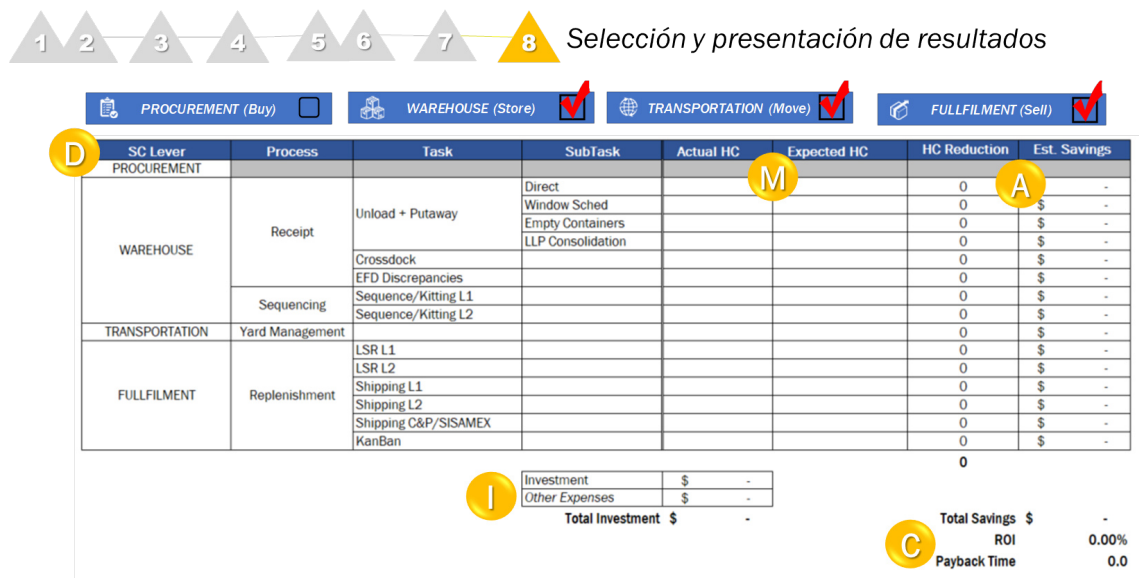 1 2 3 4 5 6 7 8 Selección y presentación de resultados
PROCUREMENT (Buy) WAREHOUSE (Store) TRANSPORTATION (Move) FULLFILMENT (Sell)
D SC Lever Process Task SubTask Actual HC Expected HC HC Reduction Est. Savings
PROCUREMENT
M A
WAREHOUSE Receipt Unload + Putaway Direct 0 -
Window Sched 0 $ -
Empty Containers 0 $ -
LLP Consolidation 0 $ -
Crossdock 0 $ -
EFD Discrepancies 0 $ -
Sequencing Sequence/Kitting L1 0 $ -
Sequence/Kitting L2 0 $ -
TRANSPORTATION Yard Management 0 $ -
FULLFILMENT Replenishment LSR L1 0 $ -
LSR L2 0 $ -
Shipping L1 0 $ -
Shipping L2 0 $ -
Shipping C&P/SISAMEX 0 $ -
KanBan 0 $ -
0
I Investment $ -
Other Expenses $ -
Total Investment $ - Total Savings $ -
C ROI 0.00%
Payback Time 0.0